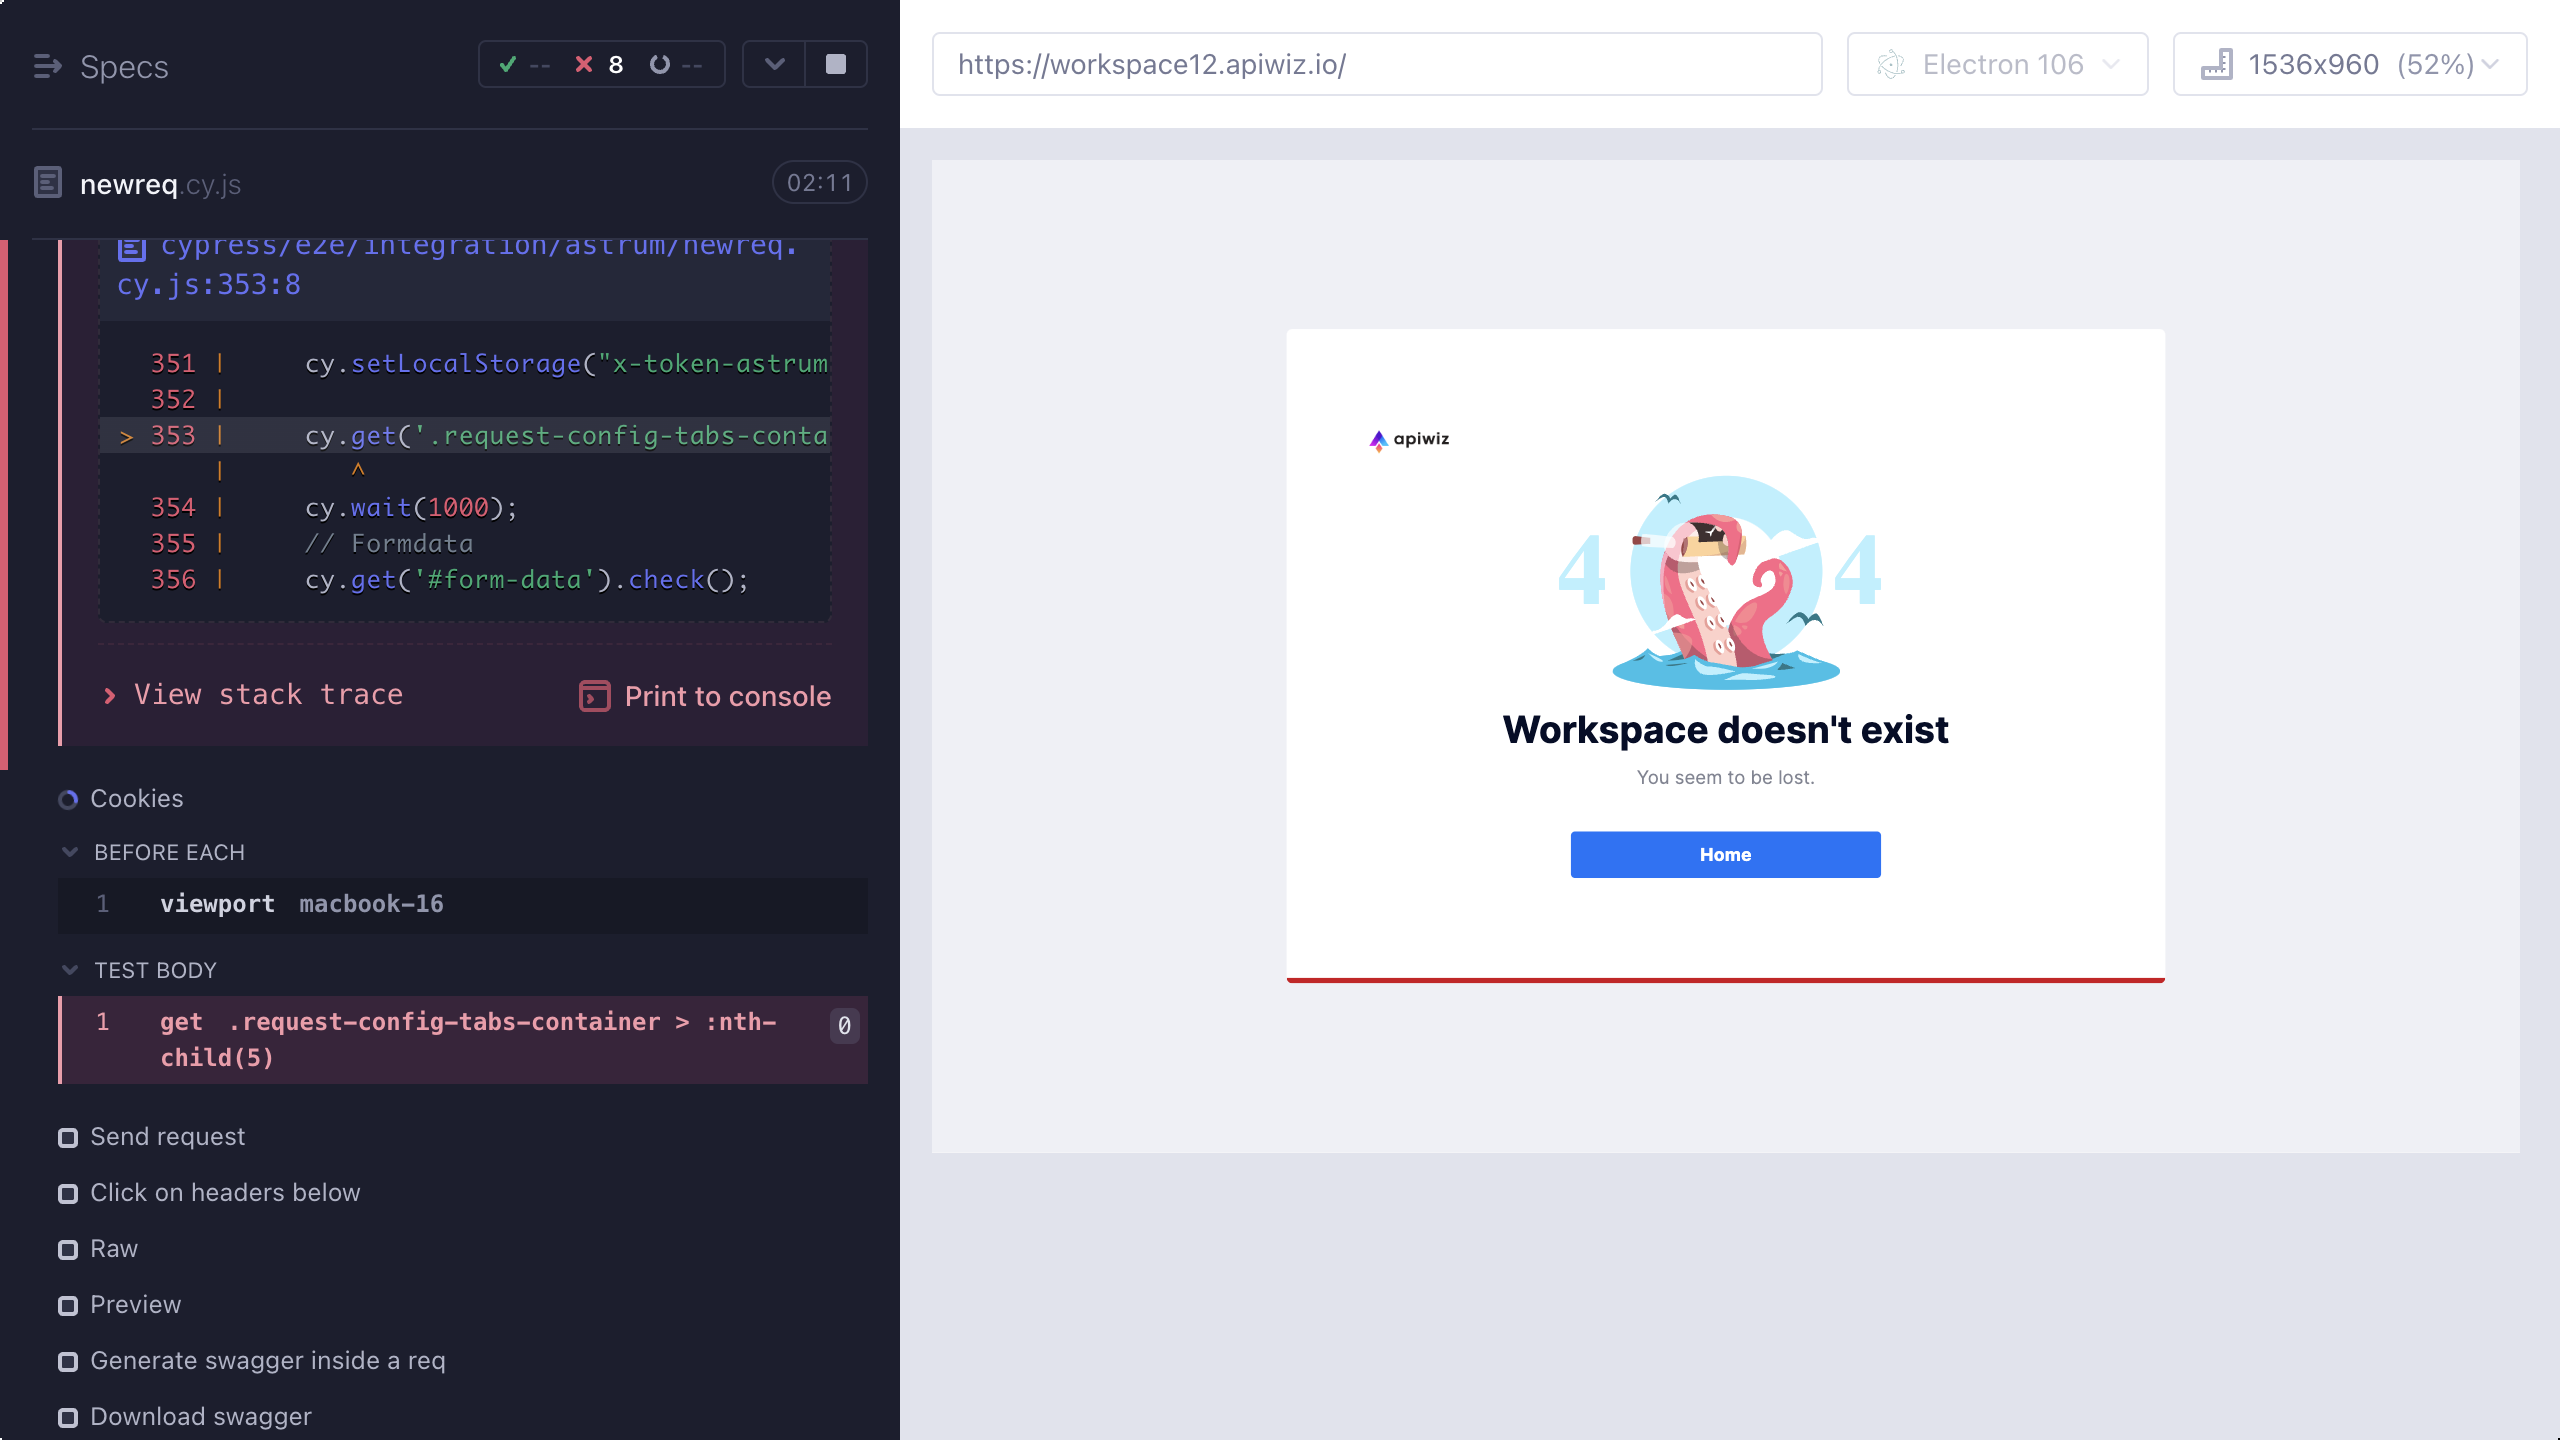 Specs
-- 8 --
newreq.cy.js
02:11
cypress/e2e/integration/astrum/newreq.
cy.js:353:8
351 | cy.setLocalStorage("x-token-astrum
352 |
> 353 | cy.get('.request-config-tabs-conta
| ^
354 | cy.wait(1000);
355 | // Formdata
356 | cy.get('#form-data').check();
View stack trace
Print to console
Cookies
BEFORE EACH
1 viewport macbook-16
TEST BODY
1 get .request-config-tabs-container > :nth-
child(5)
0
Send request
Click on headers below
Raw
Preview
Generate swagger inside a req
Download swagger
https://workspace12.apiwiz.io/
Electron 106
1536x960 (52%)
apiwiz
4 4
Workspace doesn't exist
You seem to be lost.
Home